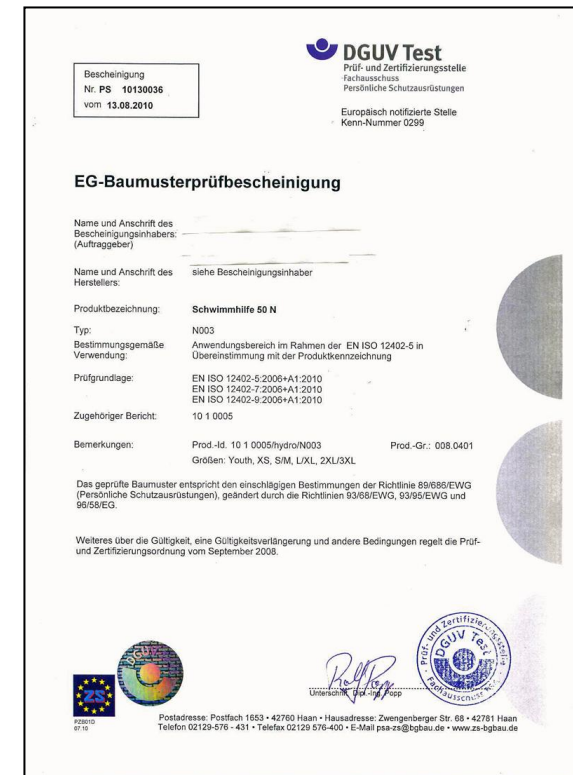 DGUV Test
Prüf- und Zertifizierungsstelle
Fachausschuss
Persönliche Schutzausrüstungen
Bescheinigung
Nr. PS 10130036
vom 13.08.2010
Europäisch notifizierte Stelle
Kenn-Nummer 0299
EG-Baumusterprüfbescheinigung
Name und Anschrift des
Bescheinigungsinhabers:
(Auftraggeber)
Name und Anschrift des siehe Bescheinigungsinhaber
Herstellers:
Produktbezeichnung: Schwimmhilfe 50 N
Typ: N003
Bestimmungsgemäße Anwendungsbereich im Rahmen der EN ISO 12402-5 in
Verwendung: Übereinstimmung mit der Produktkennzeichnung
Prüfgrundlage: EN ISO 12402-5:2006+A1:2010
EN ISO 12402-7:2006+A1:2010
EN ISO 12402-9:2006+A1:2010
Zugehöriger Bericht: 10 1 0005
Bemerkungen: Prod.-Id. 10 1 0005/hydro/N003 Prod.-Gr.: 008.0401
Größen: Youth, XS, S/M, L/XL, 2XL/3XL
Das geprüfte Baumuster entspricht den einschlägigen Bestimmungen der Richtlinie 89/686/EWG
(Persönliche Schutzausrüstungen), geändert durch die Richtlinien 93/68/EWG, 93/95/EWG und
96/58/EG.
Weiteres über die Gültigkeit, eine Gültigkeitsverlängerung und andere Bedingungen regelt die Prüf-
und Zertifizierungsordnung vom September 2008.
DGUV
zs
Prüf- und Zertifizierungsstelle
DGUV Test
Fachausschuss
Unterschrift Dipl.-Ing. Popp
PZB01D
07.10
Postadresse: Postfach 1653 • 42760 Haan • Hausadresse: Zwengenberger Str. 68 • 42781 Haan
Telefon 02129-576 - 431 • Telefax 02129 576-400 • E-Mail psa-zs@bgbau.de • www.zs-bgbau.de